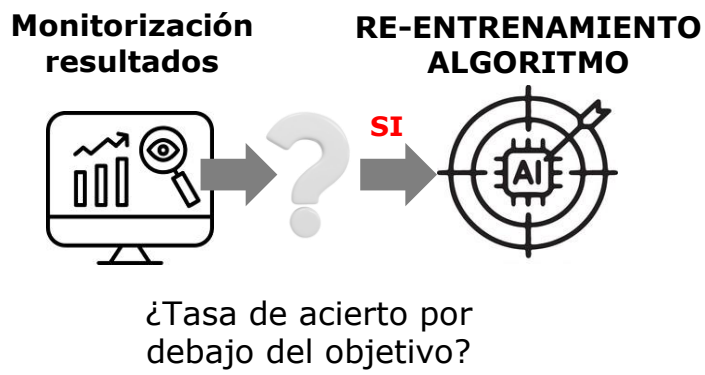 Monitorización
resultados
RE-ENTRENAMIENTO
ALGORITMO
SI
AI
¿Tasa de acierto por
debajo del objetivo?